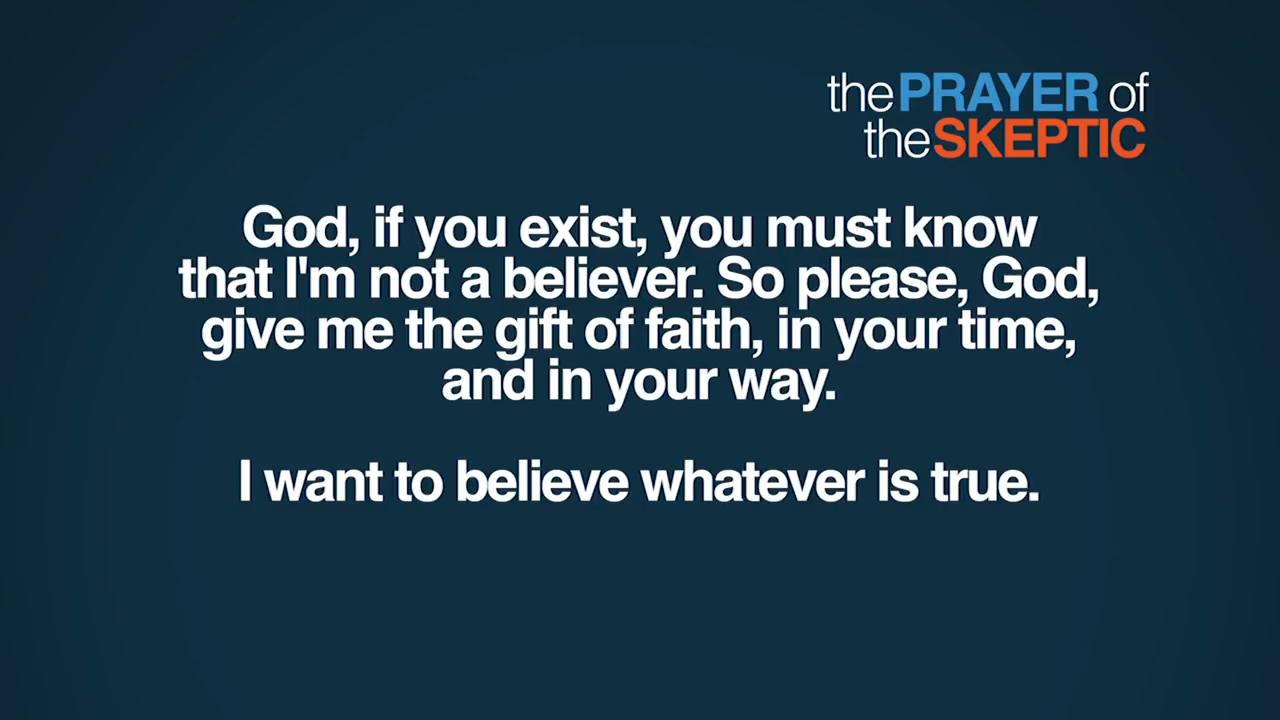 the PRAYER of
the SKEPTIC
God, if you exist, you must know
that I'm not a believer. So please, God,
give me the gift of faith, in your time,
and in your way.
I want to believe whatever is true.